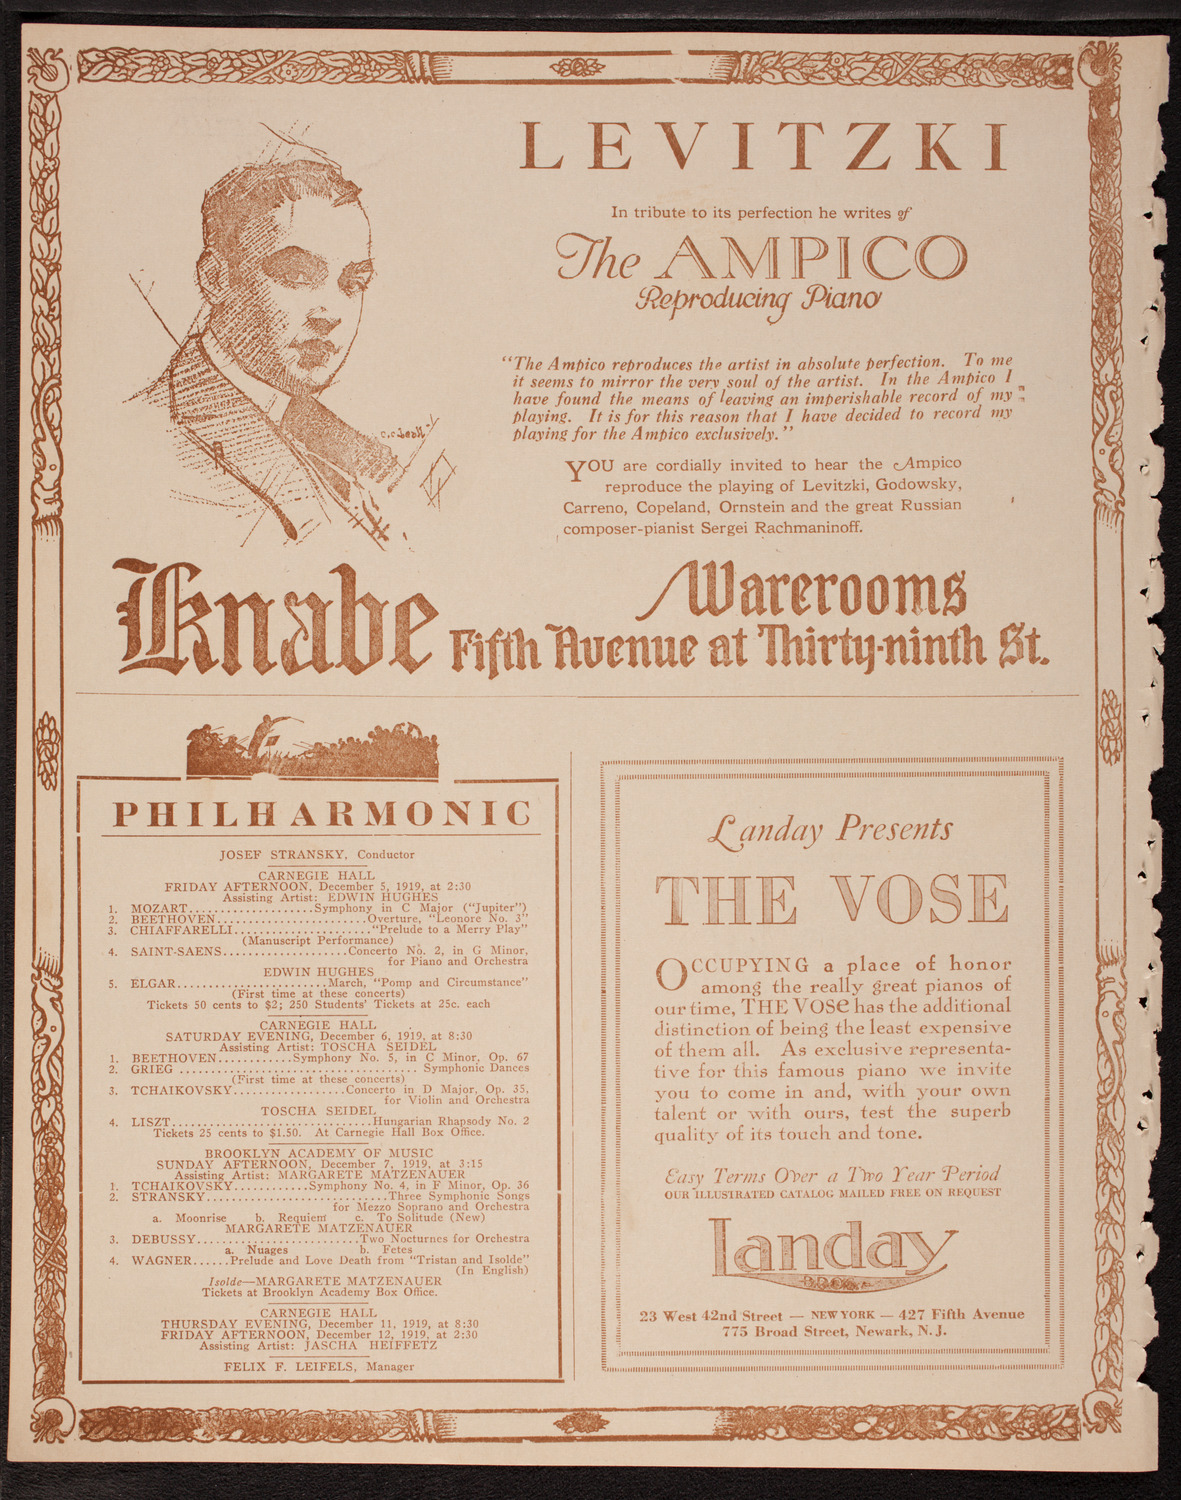 LEVITZKI
In tribute to its perfection he writes of
The AMPICO
Reproducing Piano
"The Ampico reproduces the artist in absolute perfection. To me
it seems to mirror the very soul of the artist. In the Ampico I
have found the means of leaving an imperishable record of my
playing. It is for this reason that I have decided to record my
playing for the Ampico exclusively."
YOU are cordially invited to hear the Ampico
reproduce the playing of Levitzki, Godowsky,
Carreno, Copeland, Ornstein and the great Russian
composer-pianist Sergei Rachmaninoff.
Knabe Warerooms
Fifth Avenue at Thirty-ninth St.
PHILHARMONIC
JOSEF STRANSKY, Conductor
CARNEGIE HALL
FRIDAY AFTERNOON, December 5, 1919, at 2:30
Assisting Artist: EDWIN HUGHES
1. MOZART....................Symphony in C Major ("Jupiter")
2. BEETHOVEN........................Overture, "Leonore No. 3"
3. CHIAFFARELLI......................"Prelude to a Merry Play"
(Manuscript Performance)
4. SAINT-SAENS....................Concerto No. 2, in G Minor,
for Piano and Orchestra
EDWIN HUGHES
5. ELGAR........................March, "Pomp and Circumstance"
(First time at these concerts)
Tickets 50 cents to $2; 250 Students' Tickets at 25c. each
CARNEGIE HALL
SATURDAY EVENING, December 6, 1919, at 8:30
Assisting Artist: TOSCHA SEIDEL
1. BEETHOVEN............Symphony No. 5, in C Minor, Op. 67
2. GRIEG ...................................... Symphonic Dances
(First time at these concerts)
3. TCHAIKOVSKY..................Concerto in D Major, Op. 35,
for Violin and Orchestra
TOSCHA SEIDEL
4. LISZT................................Hungarian Rhapsody No. 2
Tickets 25 cents to $1.50. At Carnegie Hall Box Office.
BROOKLYN ACADEMY OF MUSIC
SUNDAY AFTERNOON, December 7, 1919, at 3:15
Assisting Artist: MARGARETE MATZENAUER
1. TCHAIKOVSKY............Symphony No. 4, in F Minor, Op. 36
2. STRANSKY.............................Three Symphonic Songs
for Mezzo Soprano and Orchestra
a. Moonrise b. Requiem c. To Solitude (New)
MARGARETE MATZENAUER
3. DEBUSSY..........................Two Nocturnes for Orchestra
a. Nuages b. Fetes
4. WAGNER......Prelude and Love Death from "Tristan and Isolde"
(In English)
Isolde—MARGARETE MATZENAUER
Tickets at Brooklyn Academy Box Office.
CARNEGIE HALL
THURSDAY EVENING, December 11, 1919, at 8:30
FRIDAY AFTERNOON, December 12, 1919, at 2:30
Assisting Artist: JASCHA HEIFFETZ
FELIX F. LEIFELS, Manager
Landay Presents
THE VOSE
OCCUPYING a place of honor
among the really great pianos of
our time, THE VOSE has the additional
distinction of being the least expensive
of them all. As exclusive representa-
tive for this famous piano we invite
you to come in and, with your own
talent or with ours, test the superb
quality of its touch and tone.
Easy Terms Over a Two Year Period
OUR ILLUSTRATED CATALOG MAILED FREE ON REQUEST
Landay
BROS.
23 West 42nd Street — NEW YORK — 427 Fifth Avenue
775 Broad Street, Newark, N. J.